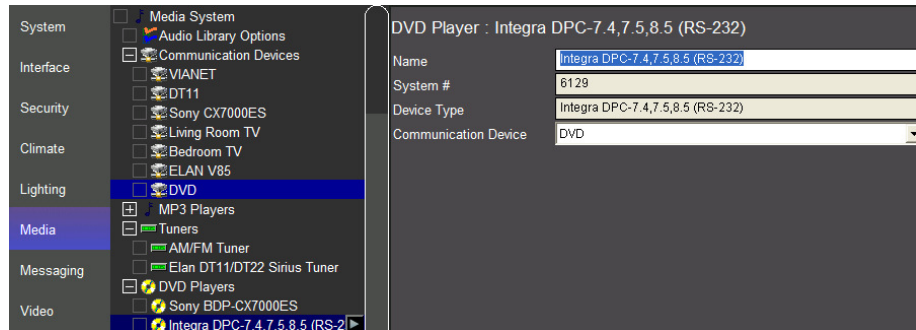 System
Interface
Security
Climate
Lighting
Media
Messaging
Video
Media System
Audio Library Options
Communication Devices
VIANET
DT11
Sony CX7000ES
Living Room TV
Bedroom TV
ELAN V85
DVD
MP3 Players
Tuners
AM/FM Tuner
Elan DT11/DT22 Sirius Tuner
DVD Players
Sony BDP-CX7000ES
Integra DPC-7.4,7.5,8.5 (RS-2
DVD Player : Integra DPC-7.4,7.5,8.5 (RS-232)
Name Integra DPC-7.4,7.5,8.5 (RS-232)
System # 6129
Device Type Integra DPC-7.4,7.5,8.5 (RS-232)
Communication Device DVD